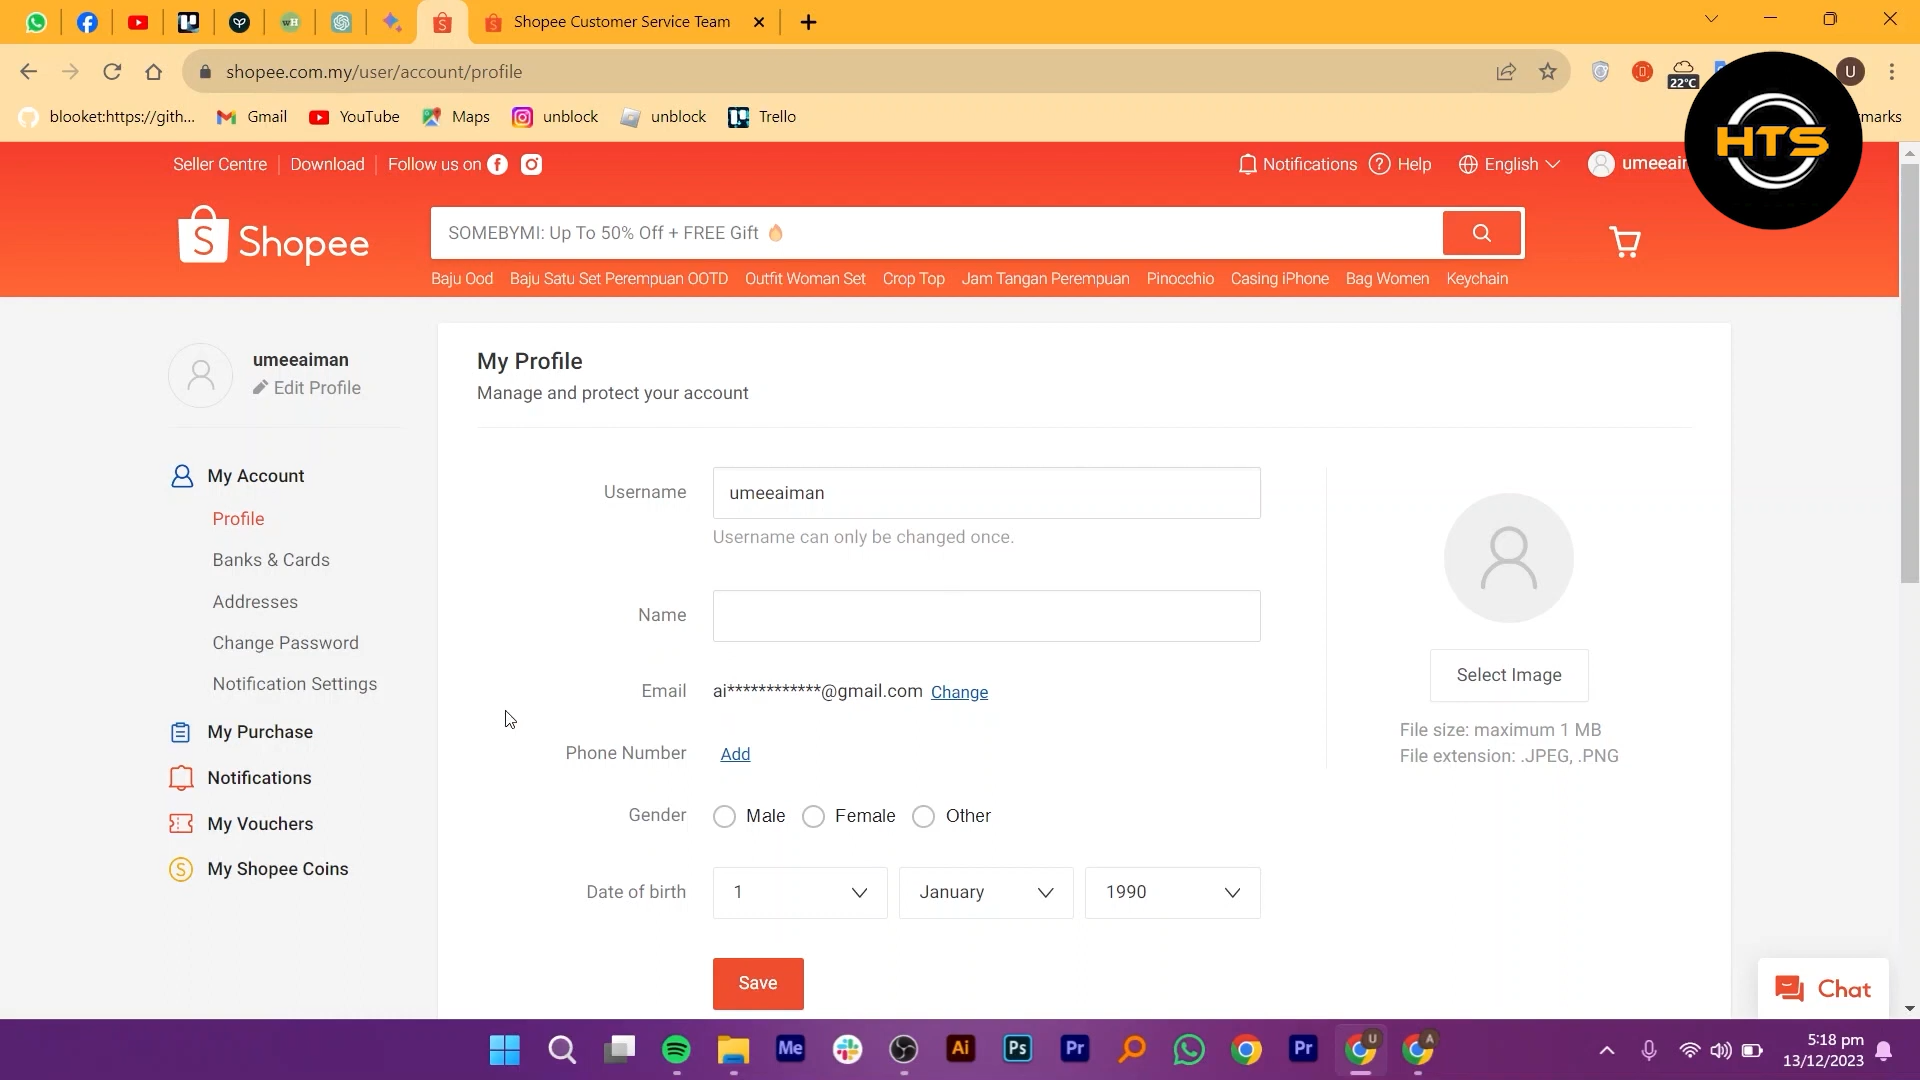 Shopee Customer Service Team
shopee.com.my/user/account/profile
22°C
U
blooket:https://gith...
Gmail
YouTube
Maps
unblock
unblock
Trello
marks
HTS
Seller Centre
Download
Follow us on
Notifications
Help
English
umeeaim
Shopee
SOMEBYMI: Up To 50% Off + FREE Gift
Baju Ood
Baju Satu Set Perempuan OOTD
Outfit Woman Set
Crop Top
Jam Tangan Perempuan
Pinocchio
Casing iPhone
Bag Women
Keychain
umeeaiman
Edit Profile
My Account
Profile
Banks & Cards
Addresses
Change Password
Notification Settings
My Purchase
Notifications
My Vouchers
My Shopee Coins
My Profile
Manage and protect your account
Username
umeeaiman
Username can only be changed once.
Name
Email
ai************@gmail.com Change
Phone Number
Add
Gender
Male
Female
Other
Date of birth
1
January
1990
Save
Select Image
File size: maximum 1 MB
File extension: .JPEG, .PNG
Chat
Me
Ai
Ps
Pr
Pr
U
A
5:18 pm
13/12/2023